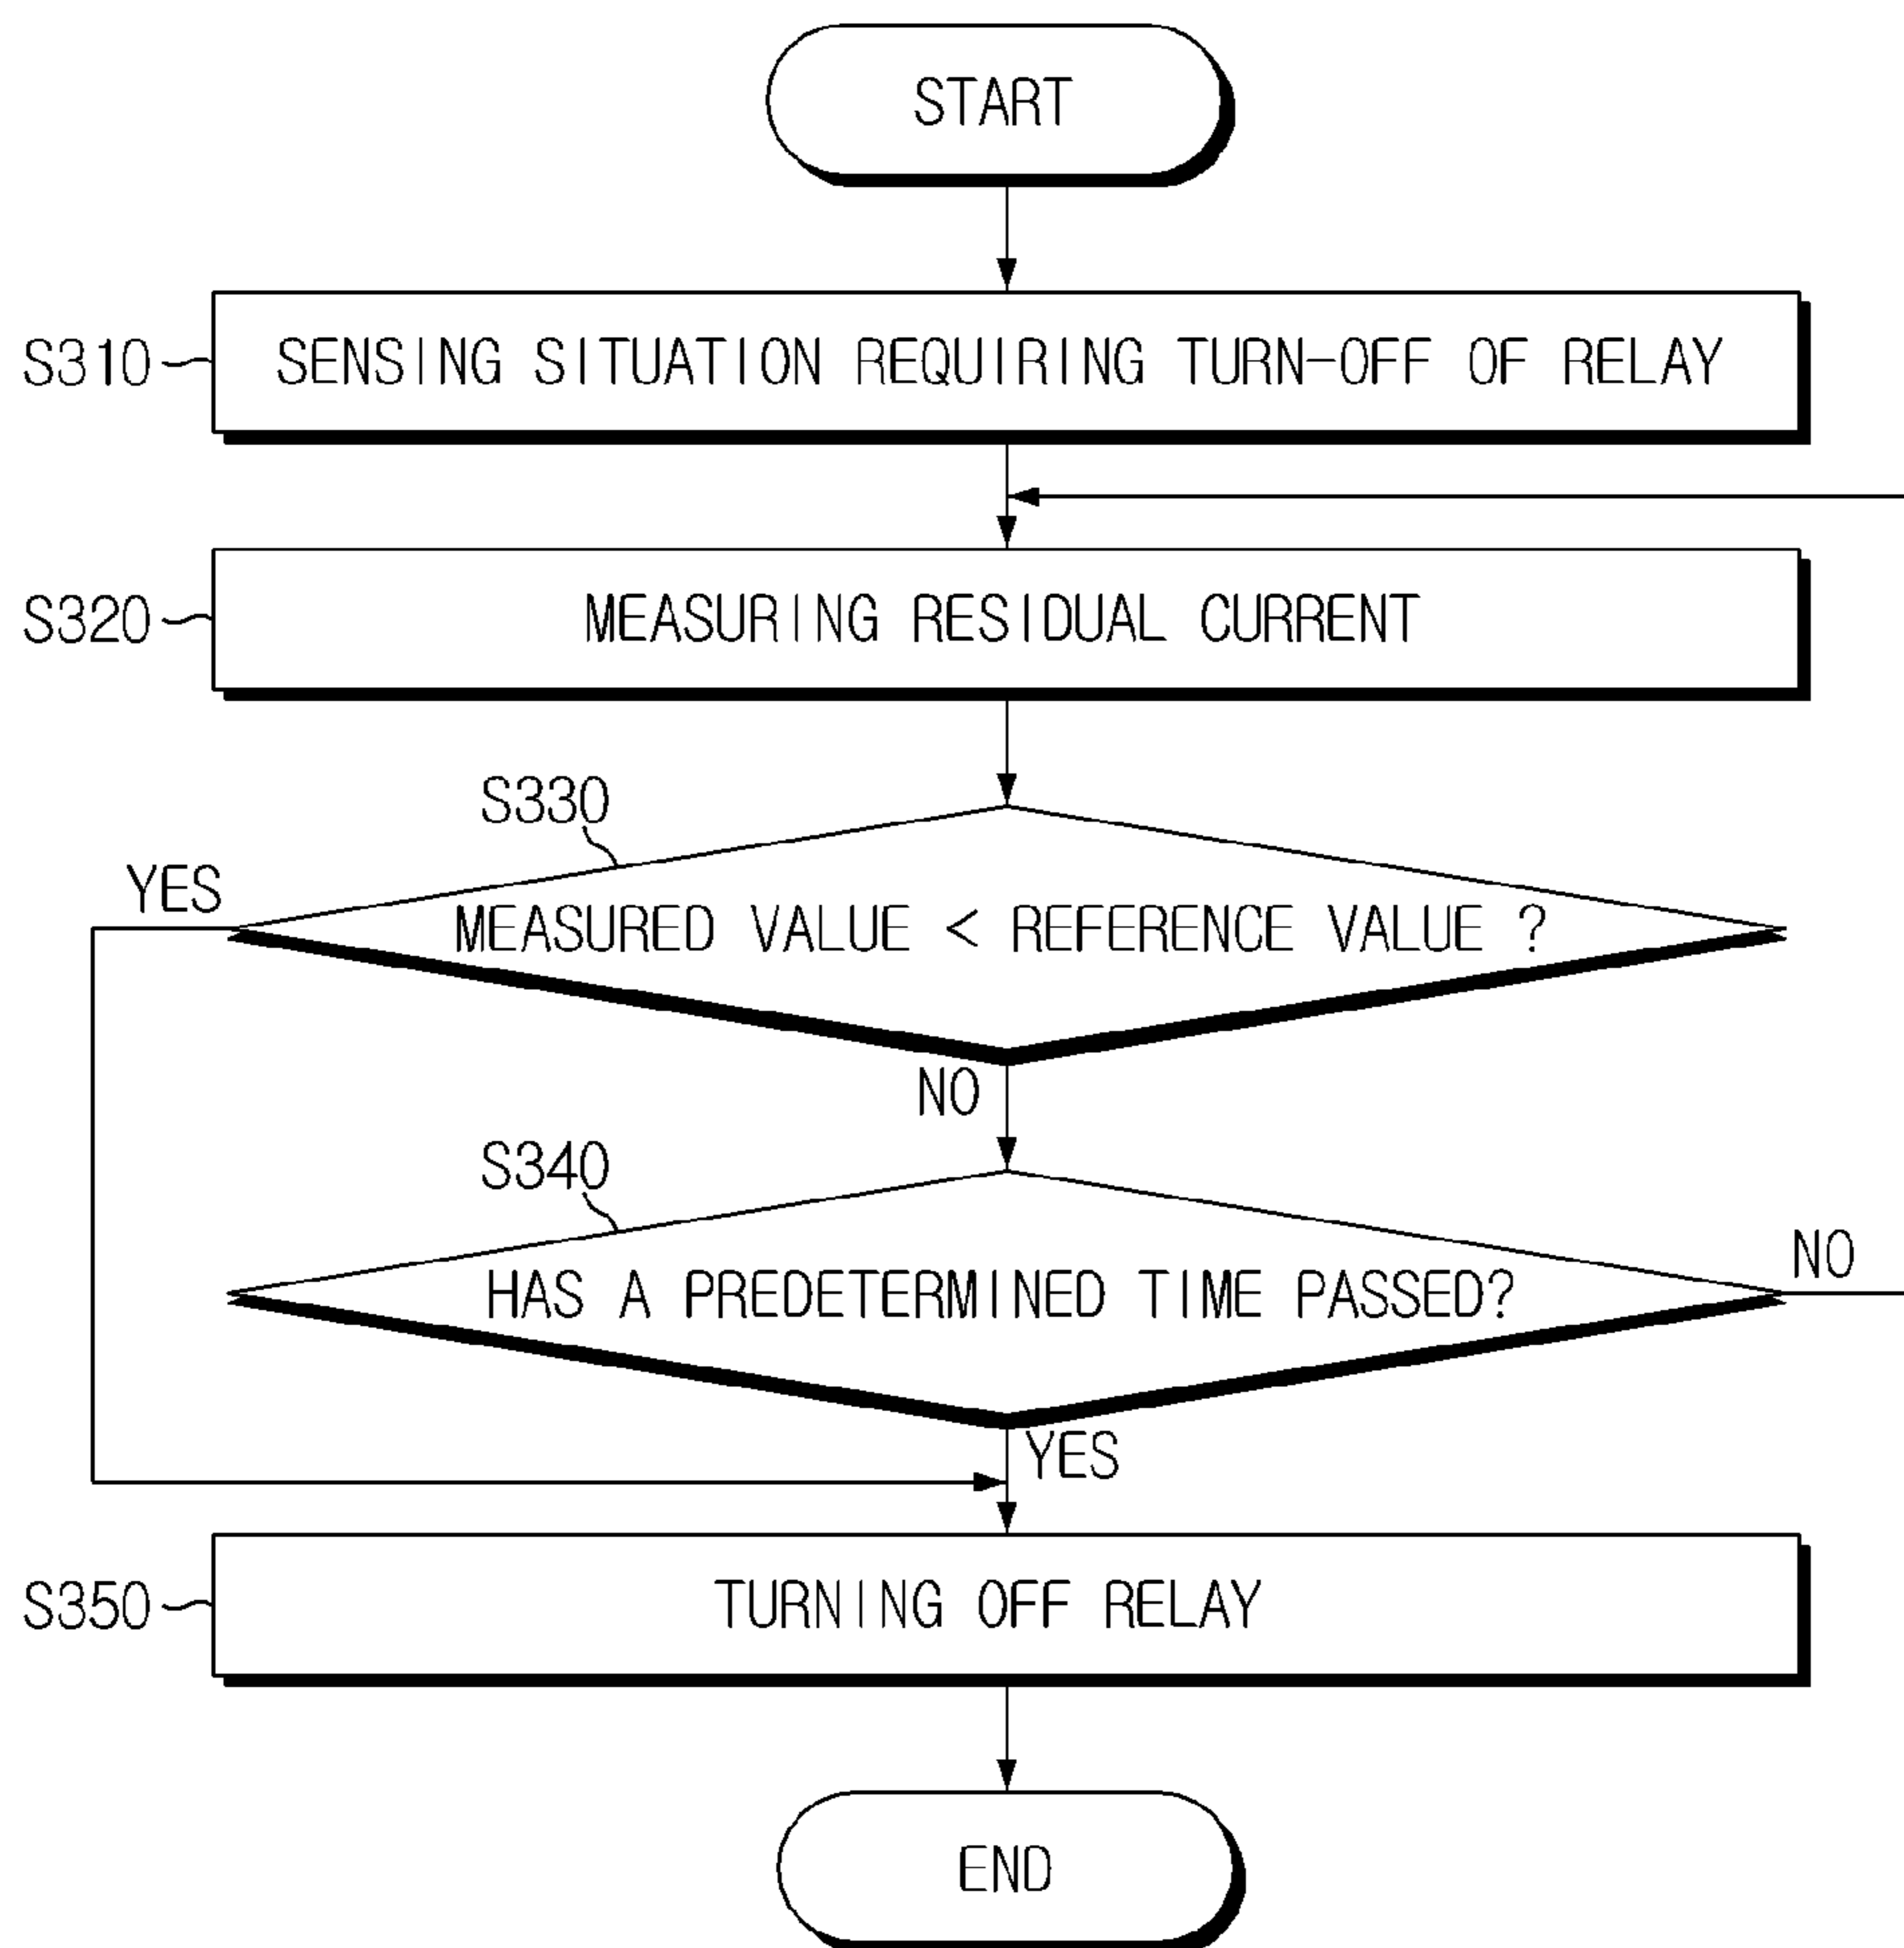 START
S310
SENSING SITUATION REQUIRING TURN-OFF OF RELAY
S320
MEASURING RESIDUAL CURRENT
S330
YES
MEASURED VALUE < REFERENCE VALUE ?
NO
S340
NO
HAS A PREDETERMINED TIME PASSED?
YES
S350
TURNING OFF RELAY
END